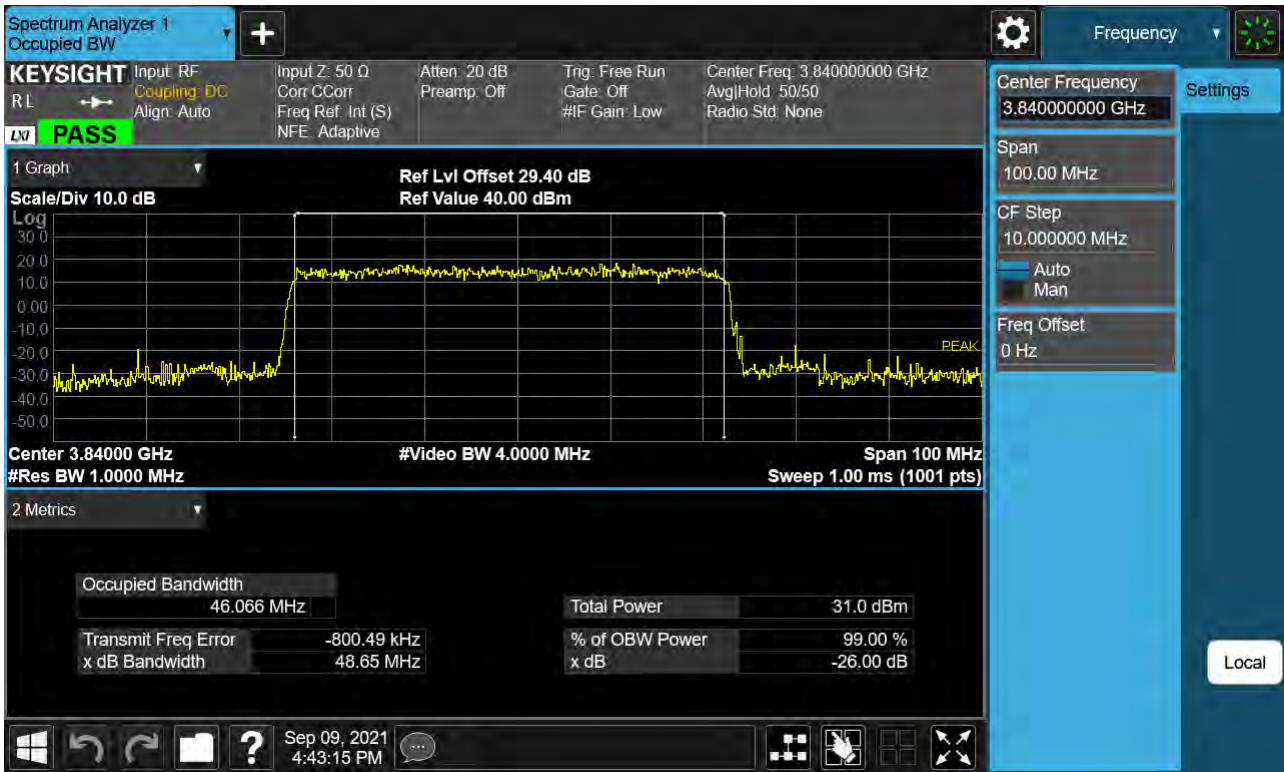 Spectrum Analyzer 1
Occupied BW
+
Frequency
KEYSIGHT
R L
LXI
PASS
Input: RF
Coupling: DC
Align: Auto
Input Z: 50 Ω
Corr CCorr
Freq Ref: Int (S)
NFE: Adaptive
Atten: 20 dB
Preamp: Off
Trig: Free Run
Gate: Off
#IF Gain: Low
Center Freq: 3.840000000 GHz
Avg|Hold: 50/50
Radio Std: None
Center Frequency
3.840000000 GHz
Settings
Span
100.00 MHz
CF Step
10.000000 MHz
Auto
Man
Freq Offset
0 Hz
1 Graph
Scale/Div 10.0 dB
Ref Lvl Offset 29.40 dB
Ref Value 40.00 dBm
Log
30.0
20.0
10.0
0.00
-10.0
-20.0
-30.0
-40.0
-50.0
PEAK
Center 3.84000 GHz
#Video BW 4.0000 MHz
Span 100 MHz
#Res BW 1.0000 MHz
Sweep 1.00 ms (1001 pts)
2 Metrics
Occupied Bandwidth
46.066 MHz
Total Power 31.0 dBm
Transmit Freq Error -800.49 kHz
% of OBW Power 99.00 %
x dB Bandwidth 48.65 MHz
x dB -26.00 dB
Local
?
Sep 09, 2021
4:43:15 PM